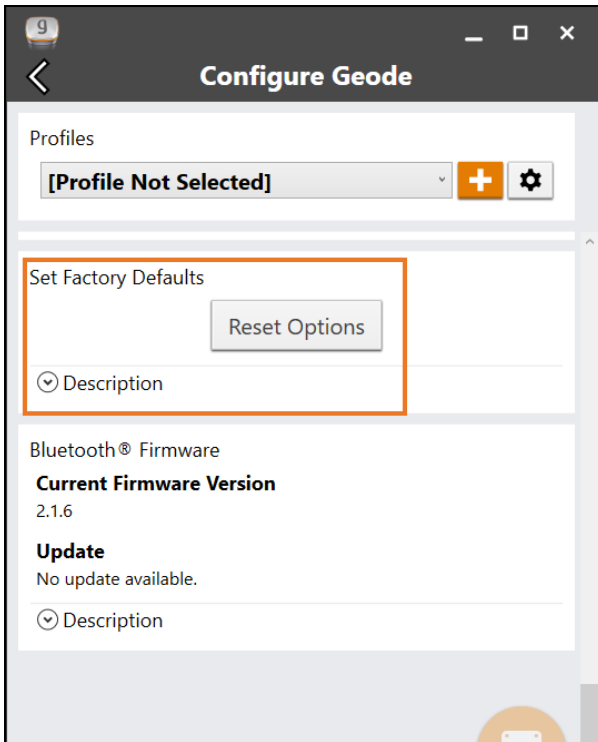 g
Configure Geode
Profiles
[Profile Not Selected]
Set Factory Defaults
Reset Options
Description
Bluetooth® Firmware
Current Firmware Version
2.1.6
Update
No update available.
Description